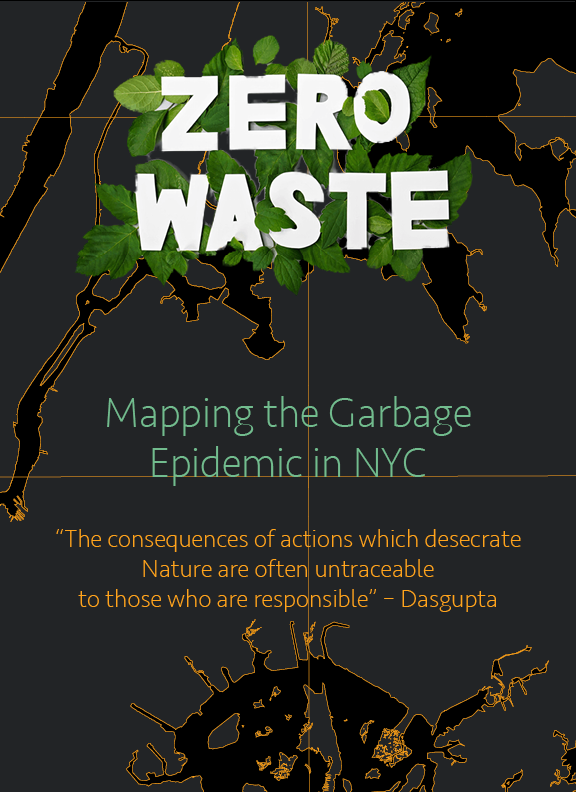 ZERO
WASTE
Mapping the Garbage
Epidemic in NYC
“The consequences of actions which desecrate
Nature are often untraceable
to those who are responsible” – Dasgupta